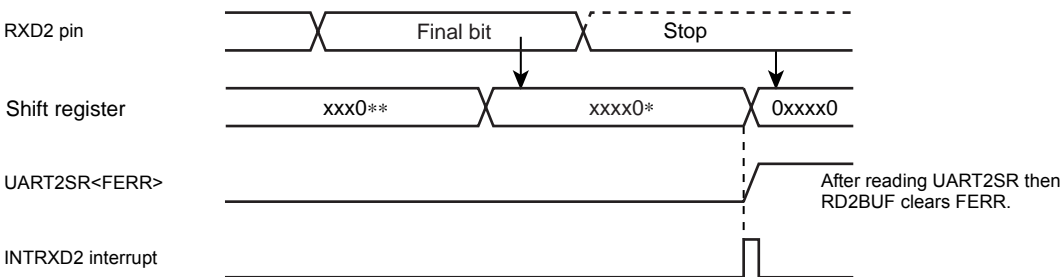 RXD2 pin
Final bit
Stop
Shift register
xxx0**
xxxx0*
0xxxx0
UART2SR<FERR>
After reading UART2SR then
RD2BUF clears FERR.
INTRXD2 interrupt